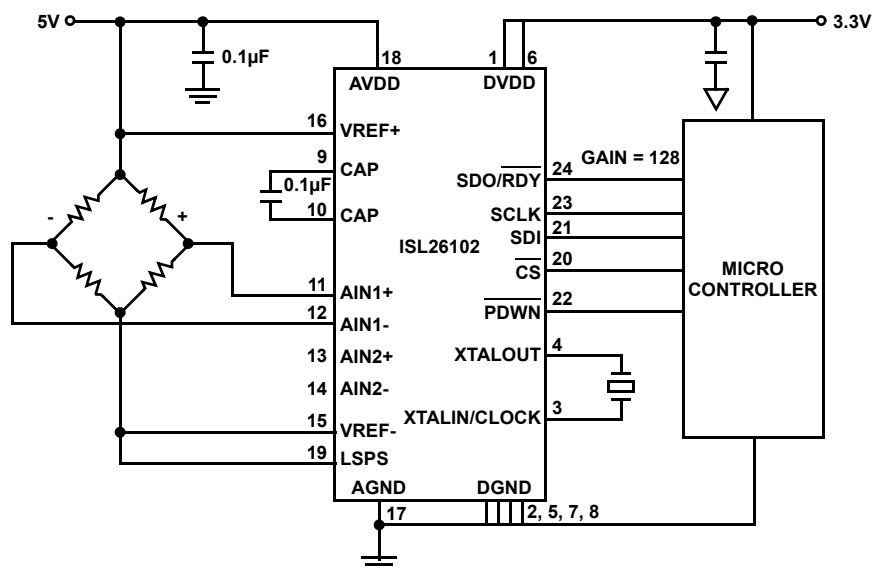 5V
3.3V
0.1µF
18
1
6
AVDD
DVDD
16
VREF+
9
CAP
0.1µF
10
CAP
GAIN = 128
SDO/RDY
24
SCLK
23
SDI
21
ISL26102
CS
20
MICRO
CONTROLLER
-
+
11
AIN1+
12
AIN1-
PDWN
22
13
AIN2+
XTALOUT
4
14
AIN2-
XTALIN/CLOCK
3
15
VREF-
19
LSPS
AGND
DGND
17
2, 5, 7, 8